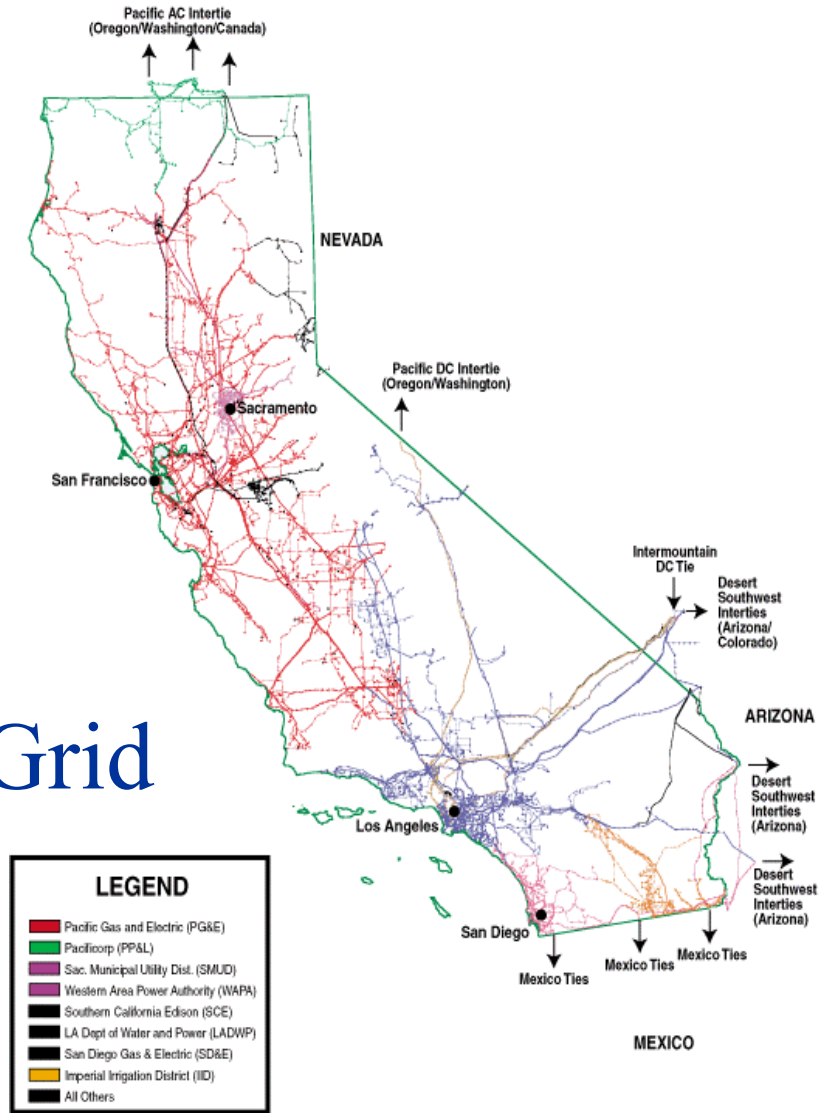 Pacific AC Intertie
(Oregon/Washington/Canada)
NEVADA
Pacific DC Intertie
(Oregon/Washington)
Sacramento
San Francisco
Intermountain
DC Tie
Desert
Southwest
Interties
(Arizona/
Colorado)
ARIZONA
Grid
Desert
Southwest
Interties
(Arizona)
Los Angeles
Desert
Southwest
Interties
(Arizona)
San Diego
Mexico Ties
Mexico Ties
Mexico Ties
MEXICO
LEGEND
Pacific Gas and Electric (PG&E)
Pacificorp (PP&L)
Sac. Municipal Utility Dist. (SMUD)
Western Area Power Authority (WAPA)
Southern California Edison (SCE)
LA Dept of Water and Power (LADWP)
San Diego Gas & Electric (SD&E)
Imperial Irrigation District (IID)
All Others